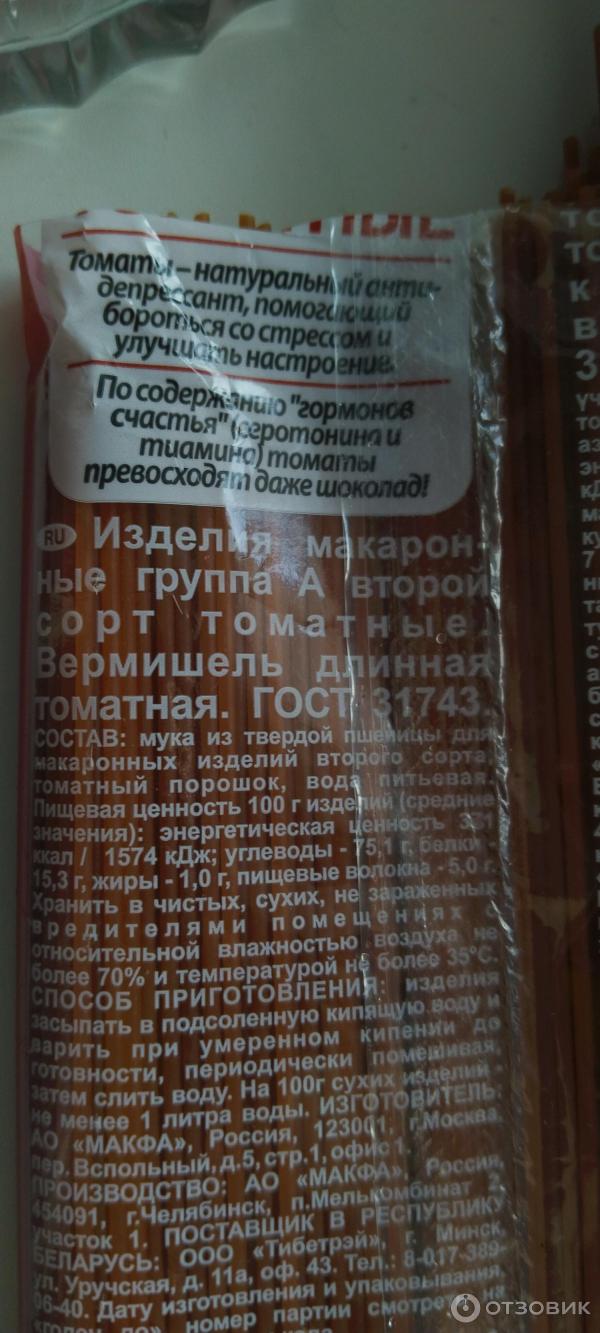 Томаты – натуральный анти-
депрессант, помогающий
бороться со стрессом и
улучшать настроение.
По содержанию "гормонов
счастья" (серотонина и
тиамина) томаты
превосходят даже шоколад!
RU Изделия макарон-
ные группа А второй
сорт томатные.
Вермишель длинная
томатная. ГОСТ 31743.
СОСТАВ: мука из твердой пшеницы для
макаронных изделий второго сорта,
томатный порошок, вода питьевая.
Пищевая ценность 100 г изделий (средние
значения): энергетическая ценность
ккал / 1574 кДж; углеводы - 75,1 г, белки -
15,3 г, жиры - 1,0 г, пищевые волокна - 5,0 г.
Хранить в чистых, сухих, не зараженных
вредителями помещениях с
относительной влажностью воздуха не
более 70% и температурой не более 35°С.
СПОСОБ ПРИГОТОВЛЕНИЯ: изделия
засыпать в подсоленную кипящую воду и
варить при умеренном кипении до
готовности, периодически помешивая,
затем слить воду. На 100г сухих изделий -
не менее 1 литра воды. ИЗГОТОВИТЕЛЬ:
АО «МАКФА», Россия, 123001, г.Москва,
пер. Вспольный, д.5, стр.1, офис 1
ПРОИЗВОДСТВО: АО «МАКФА», Россия,
454091, г.Челябинск, п.Мелькомбинат 2,
участок 1. ПОСТАВЩИК В РЕСПУБЛИКУ
БЕЛАРУСЬ: ООО «Тибетрэй», г. Минск,
ул. Уручская, д. 11а, оф. 43. Тел.: 8-017-389-
06-40. Дату изготовления и упаковывания,
номер партии смотреть на
ОТЗОВИК